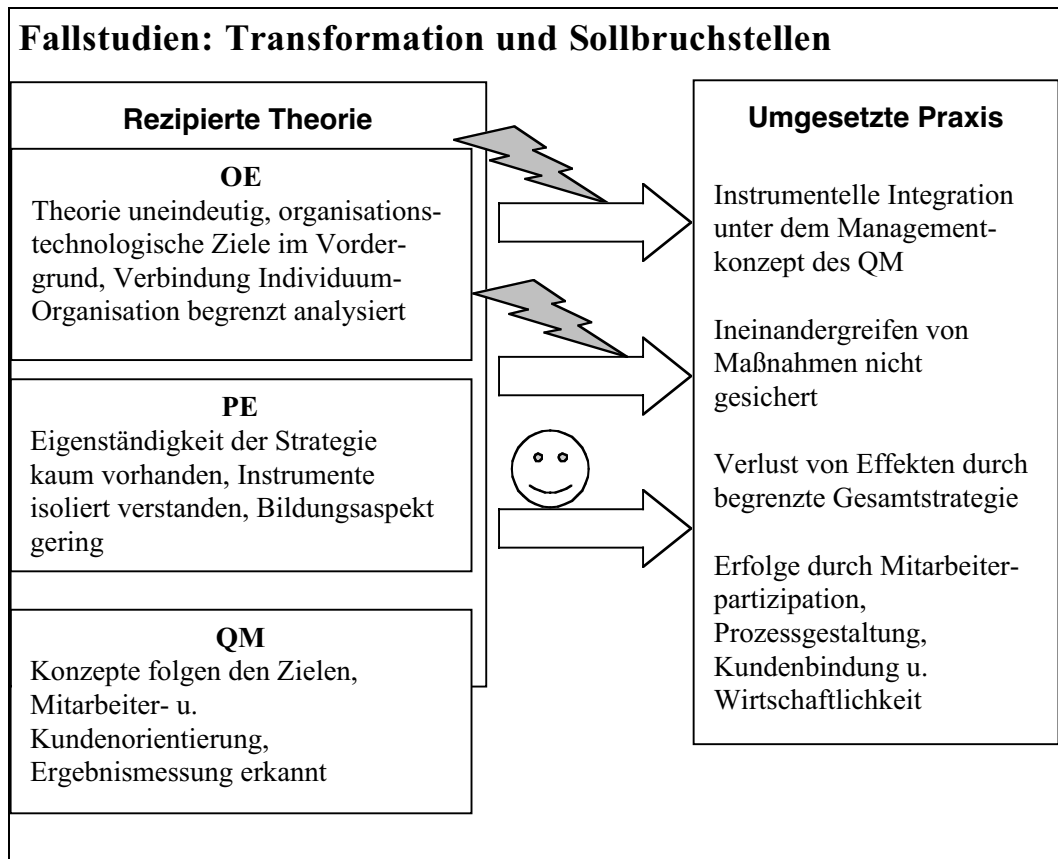 Fallstudien: Transformation und Sollbruchstellen
Rezipierte Theorie
OE
Theorie uneindeutig, organisations-
technologische Ziele im Vorder-
grund, Verbindung Individuum-
Organisation begrenzt analysiert
PE
Eigenständigkeit der Strategie
kaum vorhanden, Instrumente
isoliert verstanden, Bildungsaspekt
gering
QM
Konzepte folgen den Zielen,
Mitarbeiter- u.
Kundenorientierung,
Ergebnismessung erkannt
Umgesetzte Praxis
Instrumentelle Integration
unter dem Management-
konzept des QM
Ineinandergreifen von
Maßnahmen nicht
gesichert
Verlust von Effekten durch
begrenzte Gesamtstrategie
Erfolge durch Mitarbeiter-
partizipation,
Prozessgestaltung,
Kundenbindung u.
Wirtschaftlichkeit